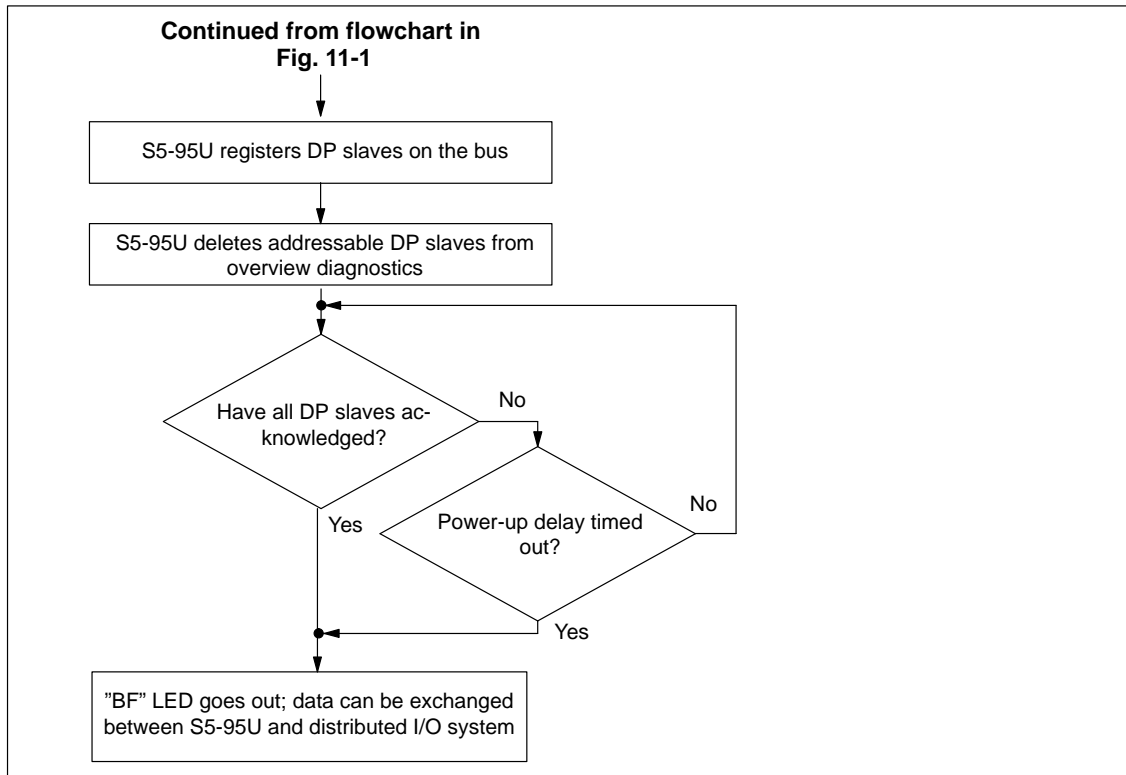 Continued from flowchart in
Fig. 11-1
S5-95U registers DP slaves on the bus
S5-95U deletes addressable DP slaves from
overview diagnostics
Have all DP slaves ac-
knowledged?
No
Yes
Power-up delay timed
out?
No
Yes
”BF” LED goes out; data can be exchanged
between S5-95U and distributed I/O system